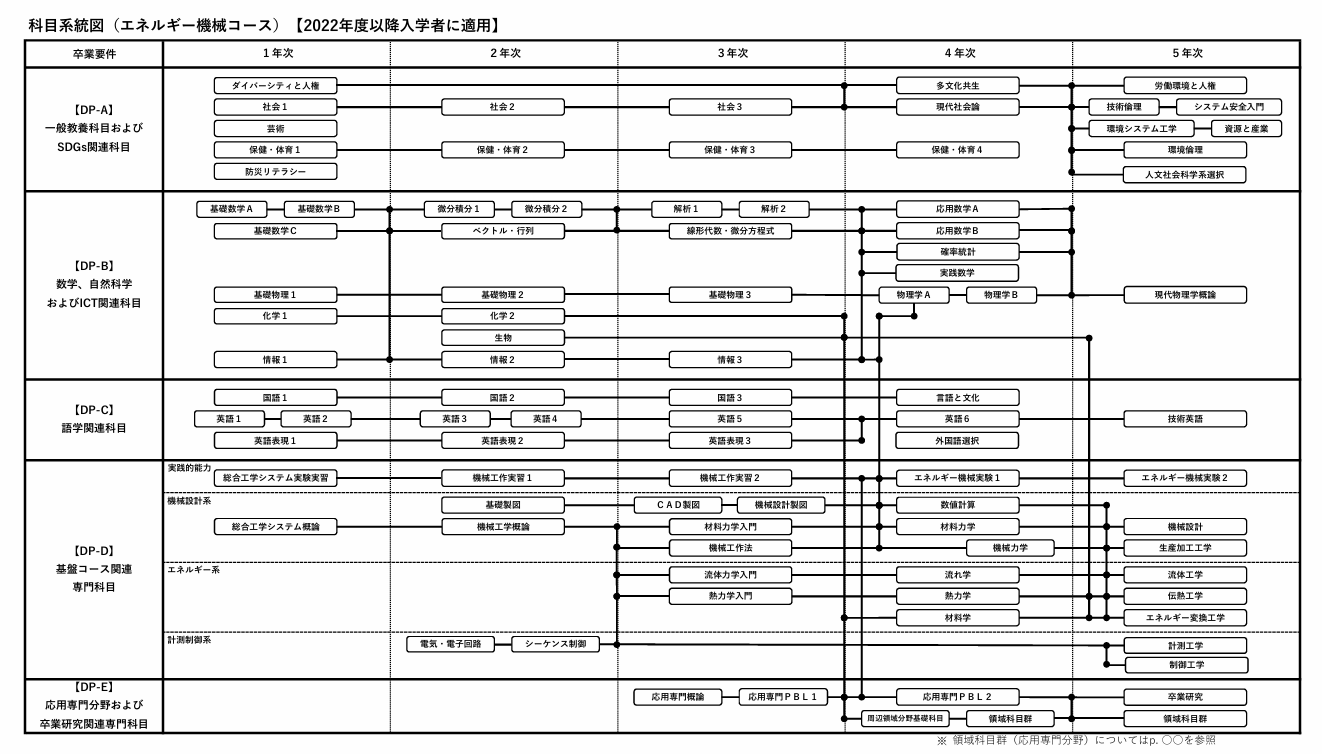 科目系統図（エネルギー機械コース）【2022年度以降入学者に適用】
卒業要件 1年次 2年次 3年次 4年次 5年次
【DP-A】
一般教養科目および
SDGs関連科目
ダイバーシティと人権 多文化共生 労働環境と人権
社会1 社会2 社会3 現代社会論 技術倫理 システム安全入門
芸術 環境システム工学 資源と産業
保健・体育1 保健・体育2 保健・体育3 保健・体育4 環境倫理
防災リテラシー 人文社会科学系選択
【DP-B】
数学、自然科学
およびICT関連科目
基礎数学A 基礎数学B 微分積分1 微分積分2 解析1 解析2 応用数学A
基礎数学C ベクトル・行列 線形代数・微分方程式 応用数学B
確率統計
実践数学
基礎物理1 基礎物理2 基礎物理3 物理学A 物理学B 現代物理学概論
化学1 化学2
生物
情報1 情報2 情報3
【DP-C】
語学関連科目
国語1 国語2 国語3 言語と文化
英語1 英語2 英語3 英語4 英語5 英語6 技術英語
英語表現1 英語表現2 英語表現3 外国語選択
【DP-D】
基盤コース関連
専門科目
実践的能力
総合工学システム実験実習 機械工作実習1 機械工作実習2 エネルギー機械実験1 エネルギー機械実験2
機械設計系
基礎製図 CAD製図 機械設計製図 数値計算
総合工学システム概論 機械工学概論 材料力学入門 材料力学 機械設計
機械工作法 機械力学 生産加工工学
エネルギー系
流体力学入門 流れ学 流体工学
熱力学入門 熱力学 伝熱工学
材料学 エネルギー変換工学
計測制御系
電気・電子回路 シーケンス制御 計測工学
制御工学
【DP-E】
応用専門分野および
卒業研究関連専門科目
応用専門概論 応用専門PBL1 応用専門PBL2 卒業研究
周辺領域分野基礎科目 領域科目群 領域科目群
※ 領域科目群（応用専門分野）についてはp. 〇〇を参照